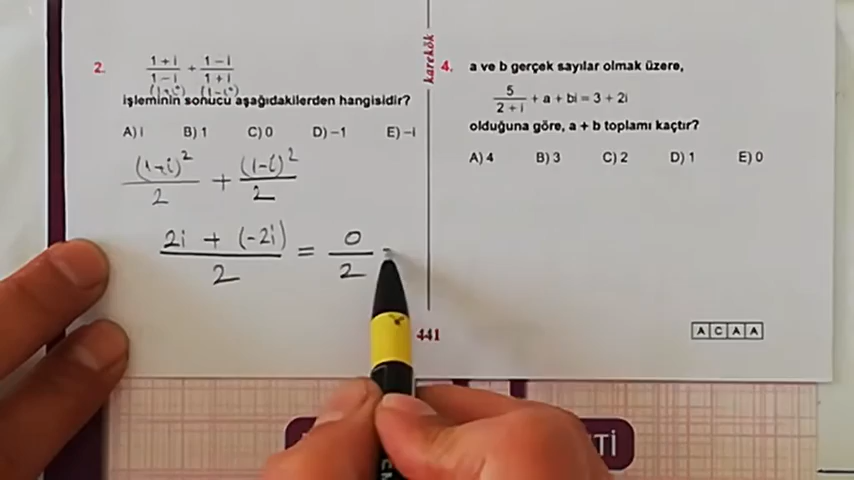 2. (1+i)/(1-i) + (1-i)/(1+i)
(1+i) (1-i)
işleminin sonucu aşağıdakilerden hangisidir?
A) i B) 1 C) 0 D) -1 E) -i
(1+i)²/2 + (1-i)²/2
(2i + (-2i))/2 = 0/2 =
karekök
4. a ve b gerçek sayılar olmak üzere,
5/(2+i) + a + bi = 3 + 2i
olduğuna göre, a + b toplamı kaçtır?
A) 4 B) 3 C) 2 D) 1 E) 0
441
A C A A